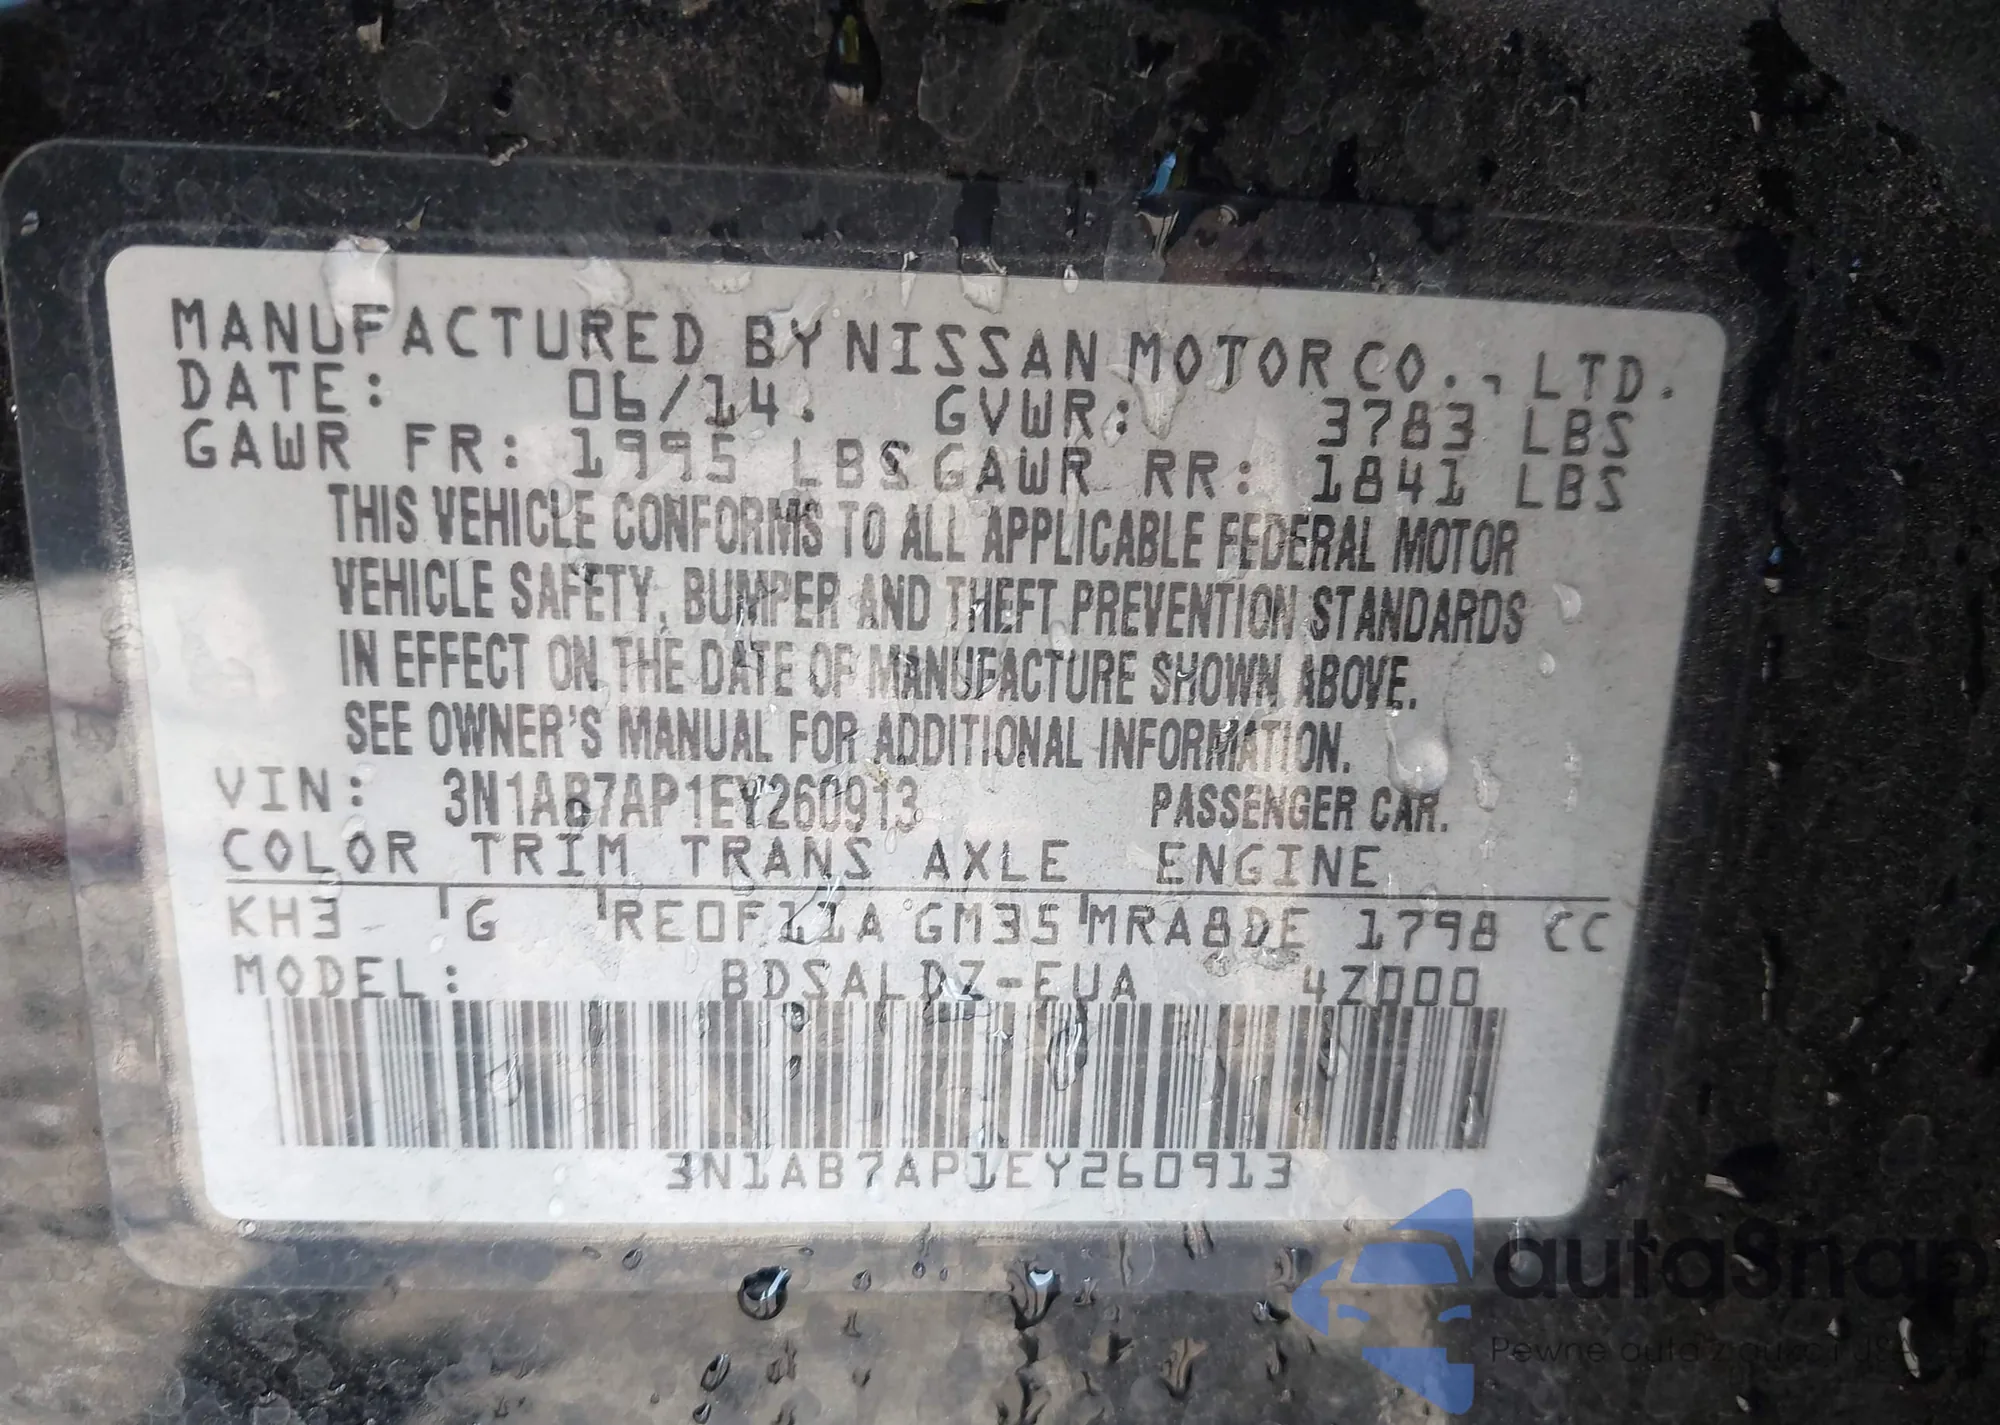 MANUFACTURED BY NISSAN MOTOR CO., LTD.
DATE: 06/14. GVWR: 3783 LBS
GAWR FR: 1995 LBS GAWR RR: 1841 LBS
THIS VEHICLE CONFORMS TO ALL APPLICABLE FEDERAL MOTOR
VEHICLE SAFETY, BUMPER AND THEFT PREVENTION STANDARDS
IN EFFECT ON THE DATE OF MANUFACTURE SHOWN ABOVE.
SEE OWNER'S MANUAL FOR ADDITIONAL INFORMATION.
VIN: 3N1AB7AP1EY260913 PASSENGER CAR.
COLOR TRIM TRANS AXLE ENGINE
KH3 G RE0F11A GM35 MRA8DE 1798 CC
MODEL: BDSALDZ-EUA 4Z000
3N1AB7AP1EY260913
autaSnap
Pewne auta z